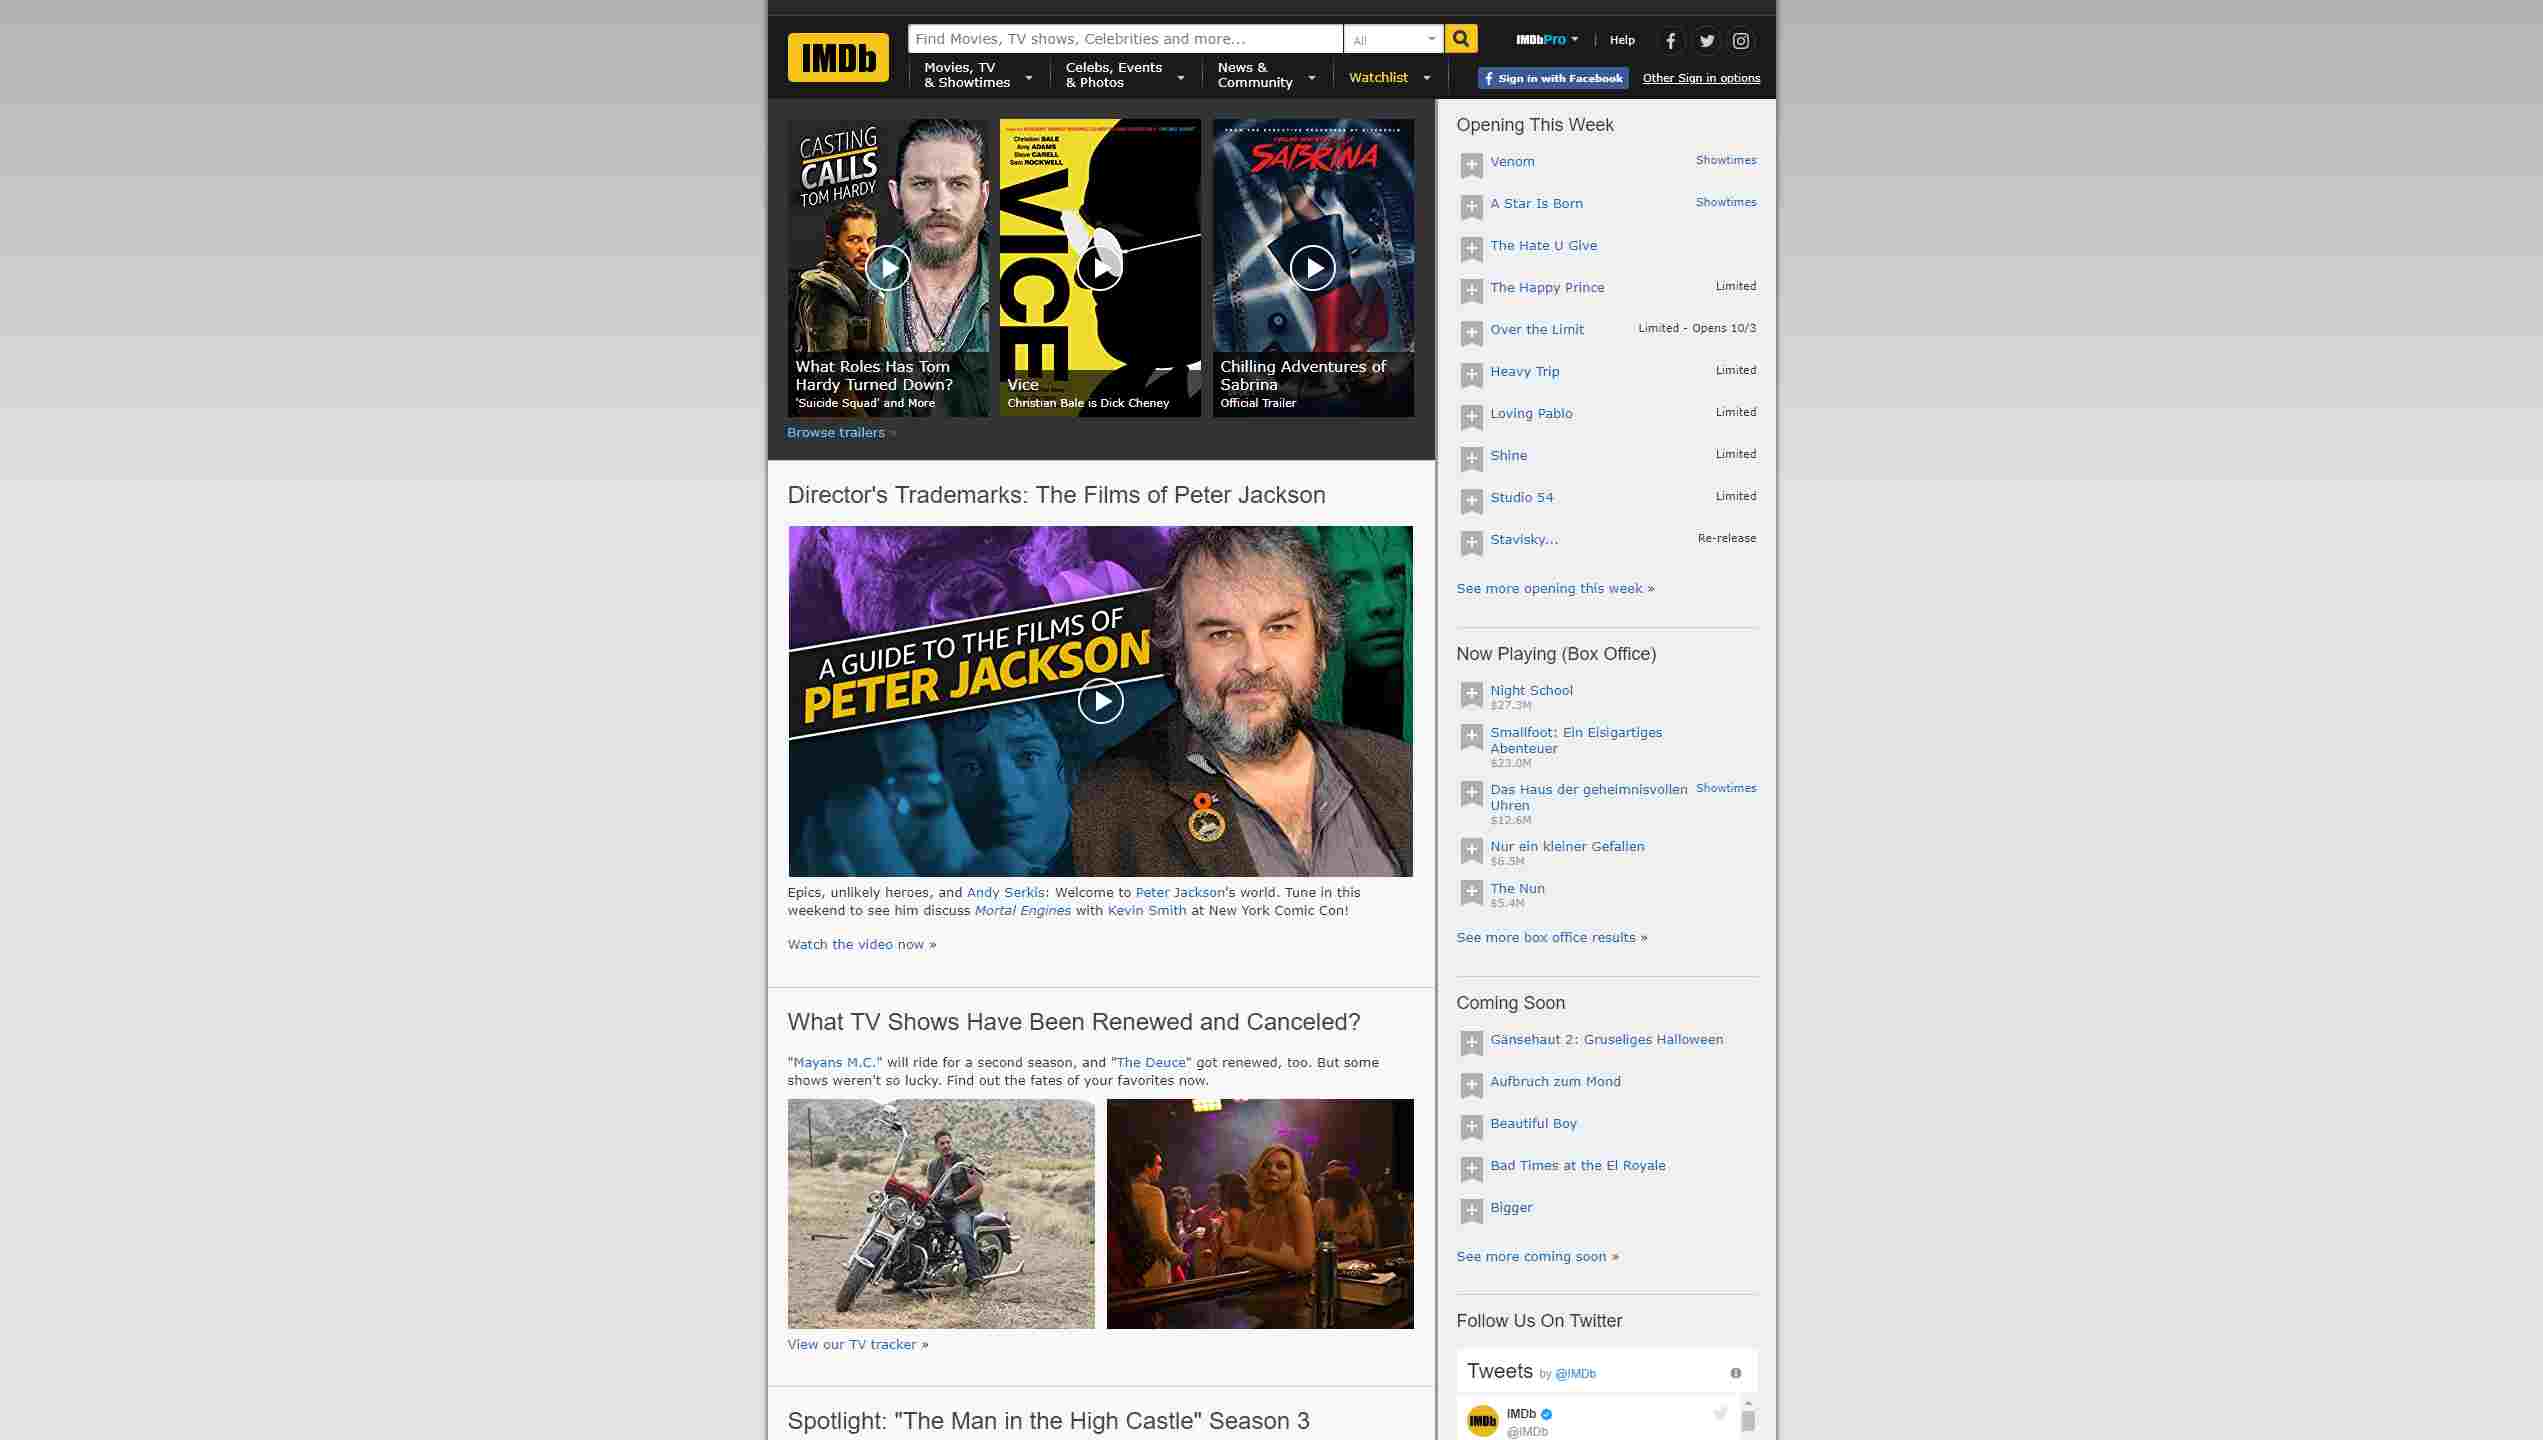 IMDb
Find Movies, TV shows, Celebrities and more...
All
IMDbPro
Help
Movies, TV
& Showtimes
Celebs, Events
& Photos
News &
Community
Watchlist
Sign in with Facebook
Other Sign in options
CASTING
CALLS
TOM HARDY
What Roles Has Tom
Hardy Turned Down?
'Suicide Squad' and More
Christian BALE
Amy ADAMS
Steve CARELL
Sam ROCKWELL
VICE
Vice
Christian Bale is Dick Cheney
FROM THE EXECUTIVE PRODUCERS OF RIVERDALE
SABRINA
Chilling Adventures of
Sabrina
Official Trailer
Browse trailers »
Director's Trademarks: The Films of Peter Jackson
A GUIDE TO THE FILMS OF
PETER JACKSON
Epics, unlikely heroes, and Andy Serkis: Welcome to Peter Jackson's world. Tune in this
weekend to see him discuss Mortal Engines with Kevin Smith at New York Comic Con!
Watch the video now »
What TV Shows Have Been Renewed and Canceled?
"Mayans M.C." will ride for a second season, and "The Deuce" got renewed, too. But some
shows weren't so lucky. Find out the fates of your favorites now.
View our TV tracker »
Spotlight: "The Man in the High Castle" Season 3
Opening This Week
Venom Showtimes
A Star Is Born Showtimes
The Hate U Give
The Happy Prince Limited
Over the Limit Limited - Opens 10/3
Heavy Trip Limited
Loving Pablo Limited
Shine Limited
Studio 54 Limited
Stavisky... Re-release
See more opening this week »
Now Playing (Box Office)
Night School
$27.3M
Smallfoot: Ein Eisigartiges
Abenteuer
$23.0M
Das Haus der geheimnisvollen Showtimes
Uhren
$12.6M
Nur ein kleiner Gefallen
$6.5M
The Nun
$5.4M
See more box office results »
Coming Soon
Gänsehaut 2: Gruseliges Halloween
Aufbruch zum Mond
Beautiful Boy
Bad Times at the El Royale
Bigger
See more coming soon »
Follow Us On Twitter
Tweets by @IMDb
IMDb
IMDb
@IMDb